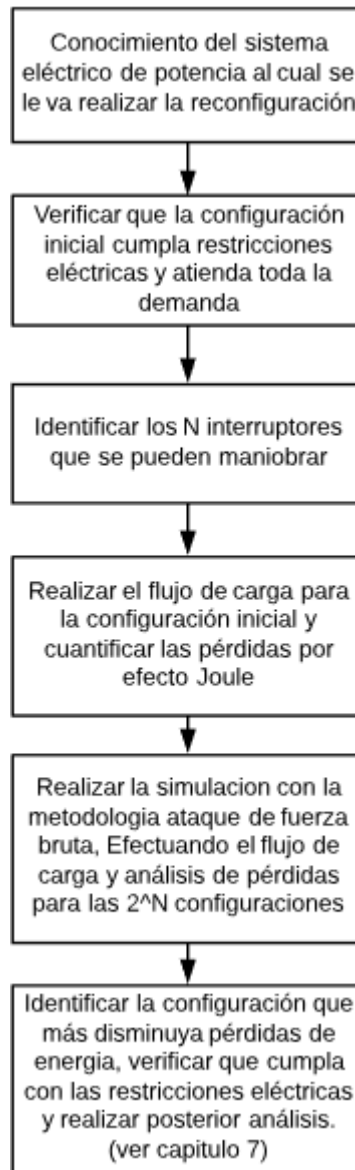 Conocimiento del sistema
eléctrico de potencia al cual se
le va realizar la reconfiguración
Verificar que la configuración
inicial cumpla restricciones
eléctricas y atienda toda la
demanda
Identificar los N interruptores
que se pueden maniobrar
Realizar el flujo de carga para
la configuración inicial y
cuantificar las pérdidas por
efecto Joule
Realizar la simulacion con la
metodologia ataque de fuerza
bruta, Efectuando el flujo de
carga y análisis de pérdidas
para las 2^N configuraciones
Identificar la configuración que
más disminuya pérdidas de
energia, verificar que cumpla
con las restricciones eléctricas
y realizar posterior análisis.
(ver capitulo 7)